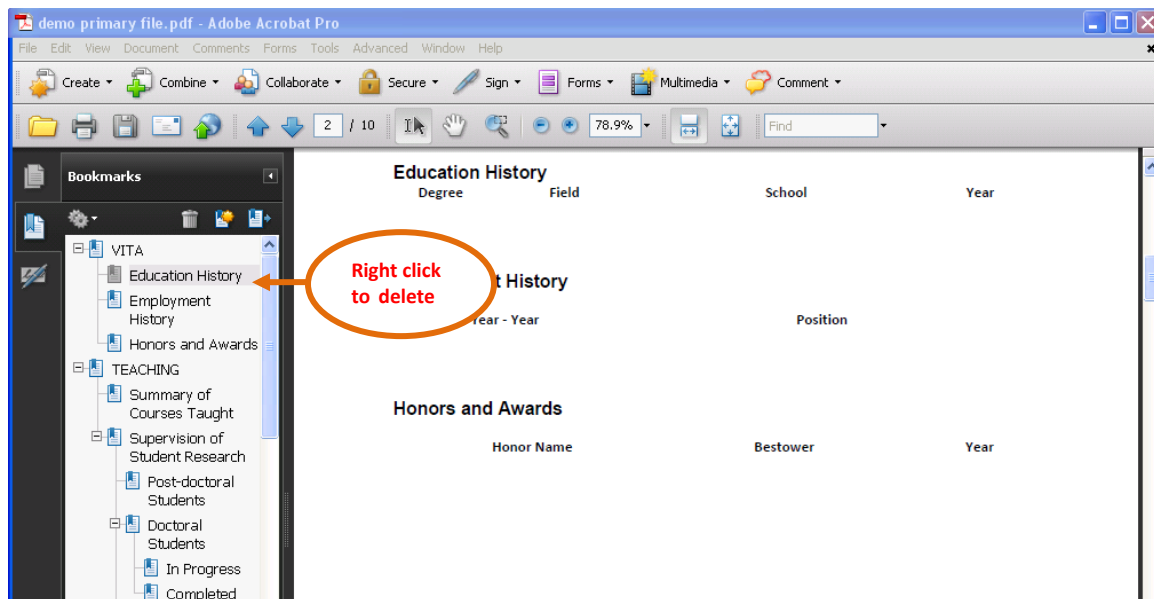 demo primary file.pdf - Adobe Acrobat Pro
File Edit View Document Comments Forms Tools Advanced Window Help
Create Combine Collaborate Secure Sign Forms Multimedia Comment
2 / 10 78.9% Find
Bookmarks
VITA
Education History
Employment
History
Honors and Awards
TEACHING
Summary of
Courses Taught
Supervision of
Student Research
Post-doctoral
Students
Doctoral
Students
In Progress
Completed
Right click
to delete
Education History
Degree Field School Year
t History
Year - Year Position
Honors and Awards
Honor Name Bestower Year